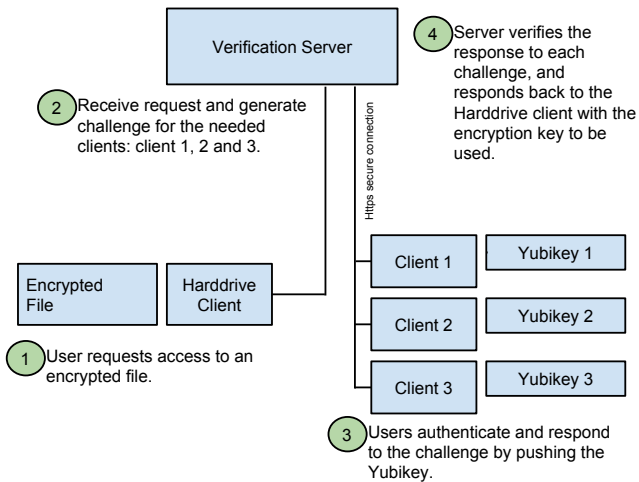 Verification Server
4
Server verifies the
response to each
challenge, and
responds back to the
Harddrive client with the
encryption key to be
used.
2
Receive request and generate
challenge for the needed
clients: client 1, 2 and 3.
Https secure connection
Encrypted
File
Harddrive
Client
Client 1
Yubikey 1
Client 2
Yubikey 2
Client 3
Yubikey 3
1
User requests access to an
encrypted file.
3
Users authenticate and respond
to the challenge by pushing the
Yubikey.